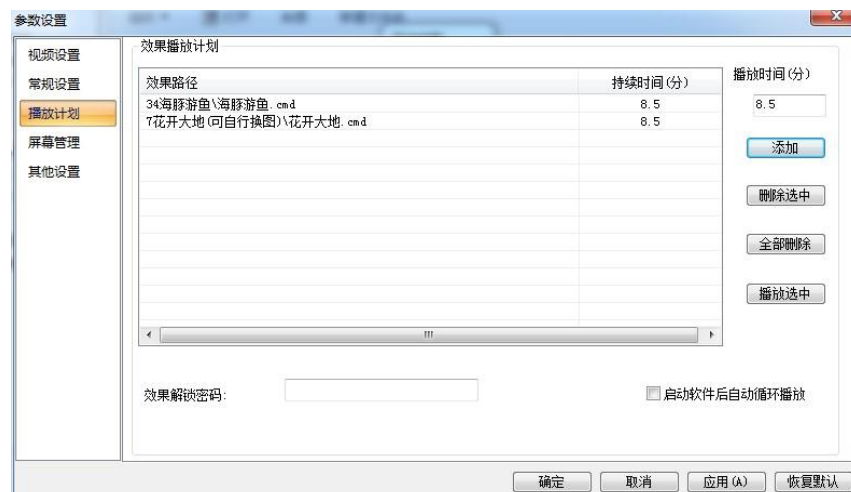 参数设置
视频设置
常规设置
播放计划
屏幕管理
其他设置
效果播放计划
效果路径 持续时间(分)
34海豚游鱼\海豚游鱼.cmd 8.5
7花开大地(可自行换图)\花开大地.cmd 8.5
播放时间(分)
8.5
添加
删除选中
全部删除
播放选中
效果解锁密码:
启动软件后自动循环播放
确定
取消
应用(A)
恢复默认